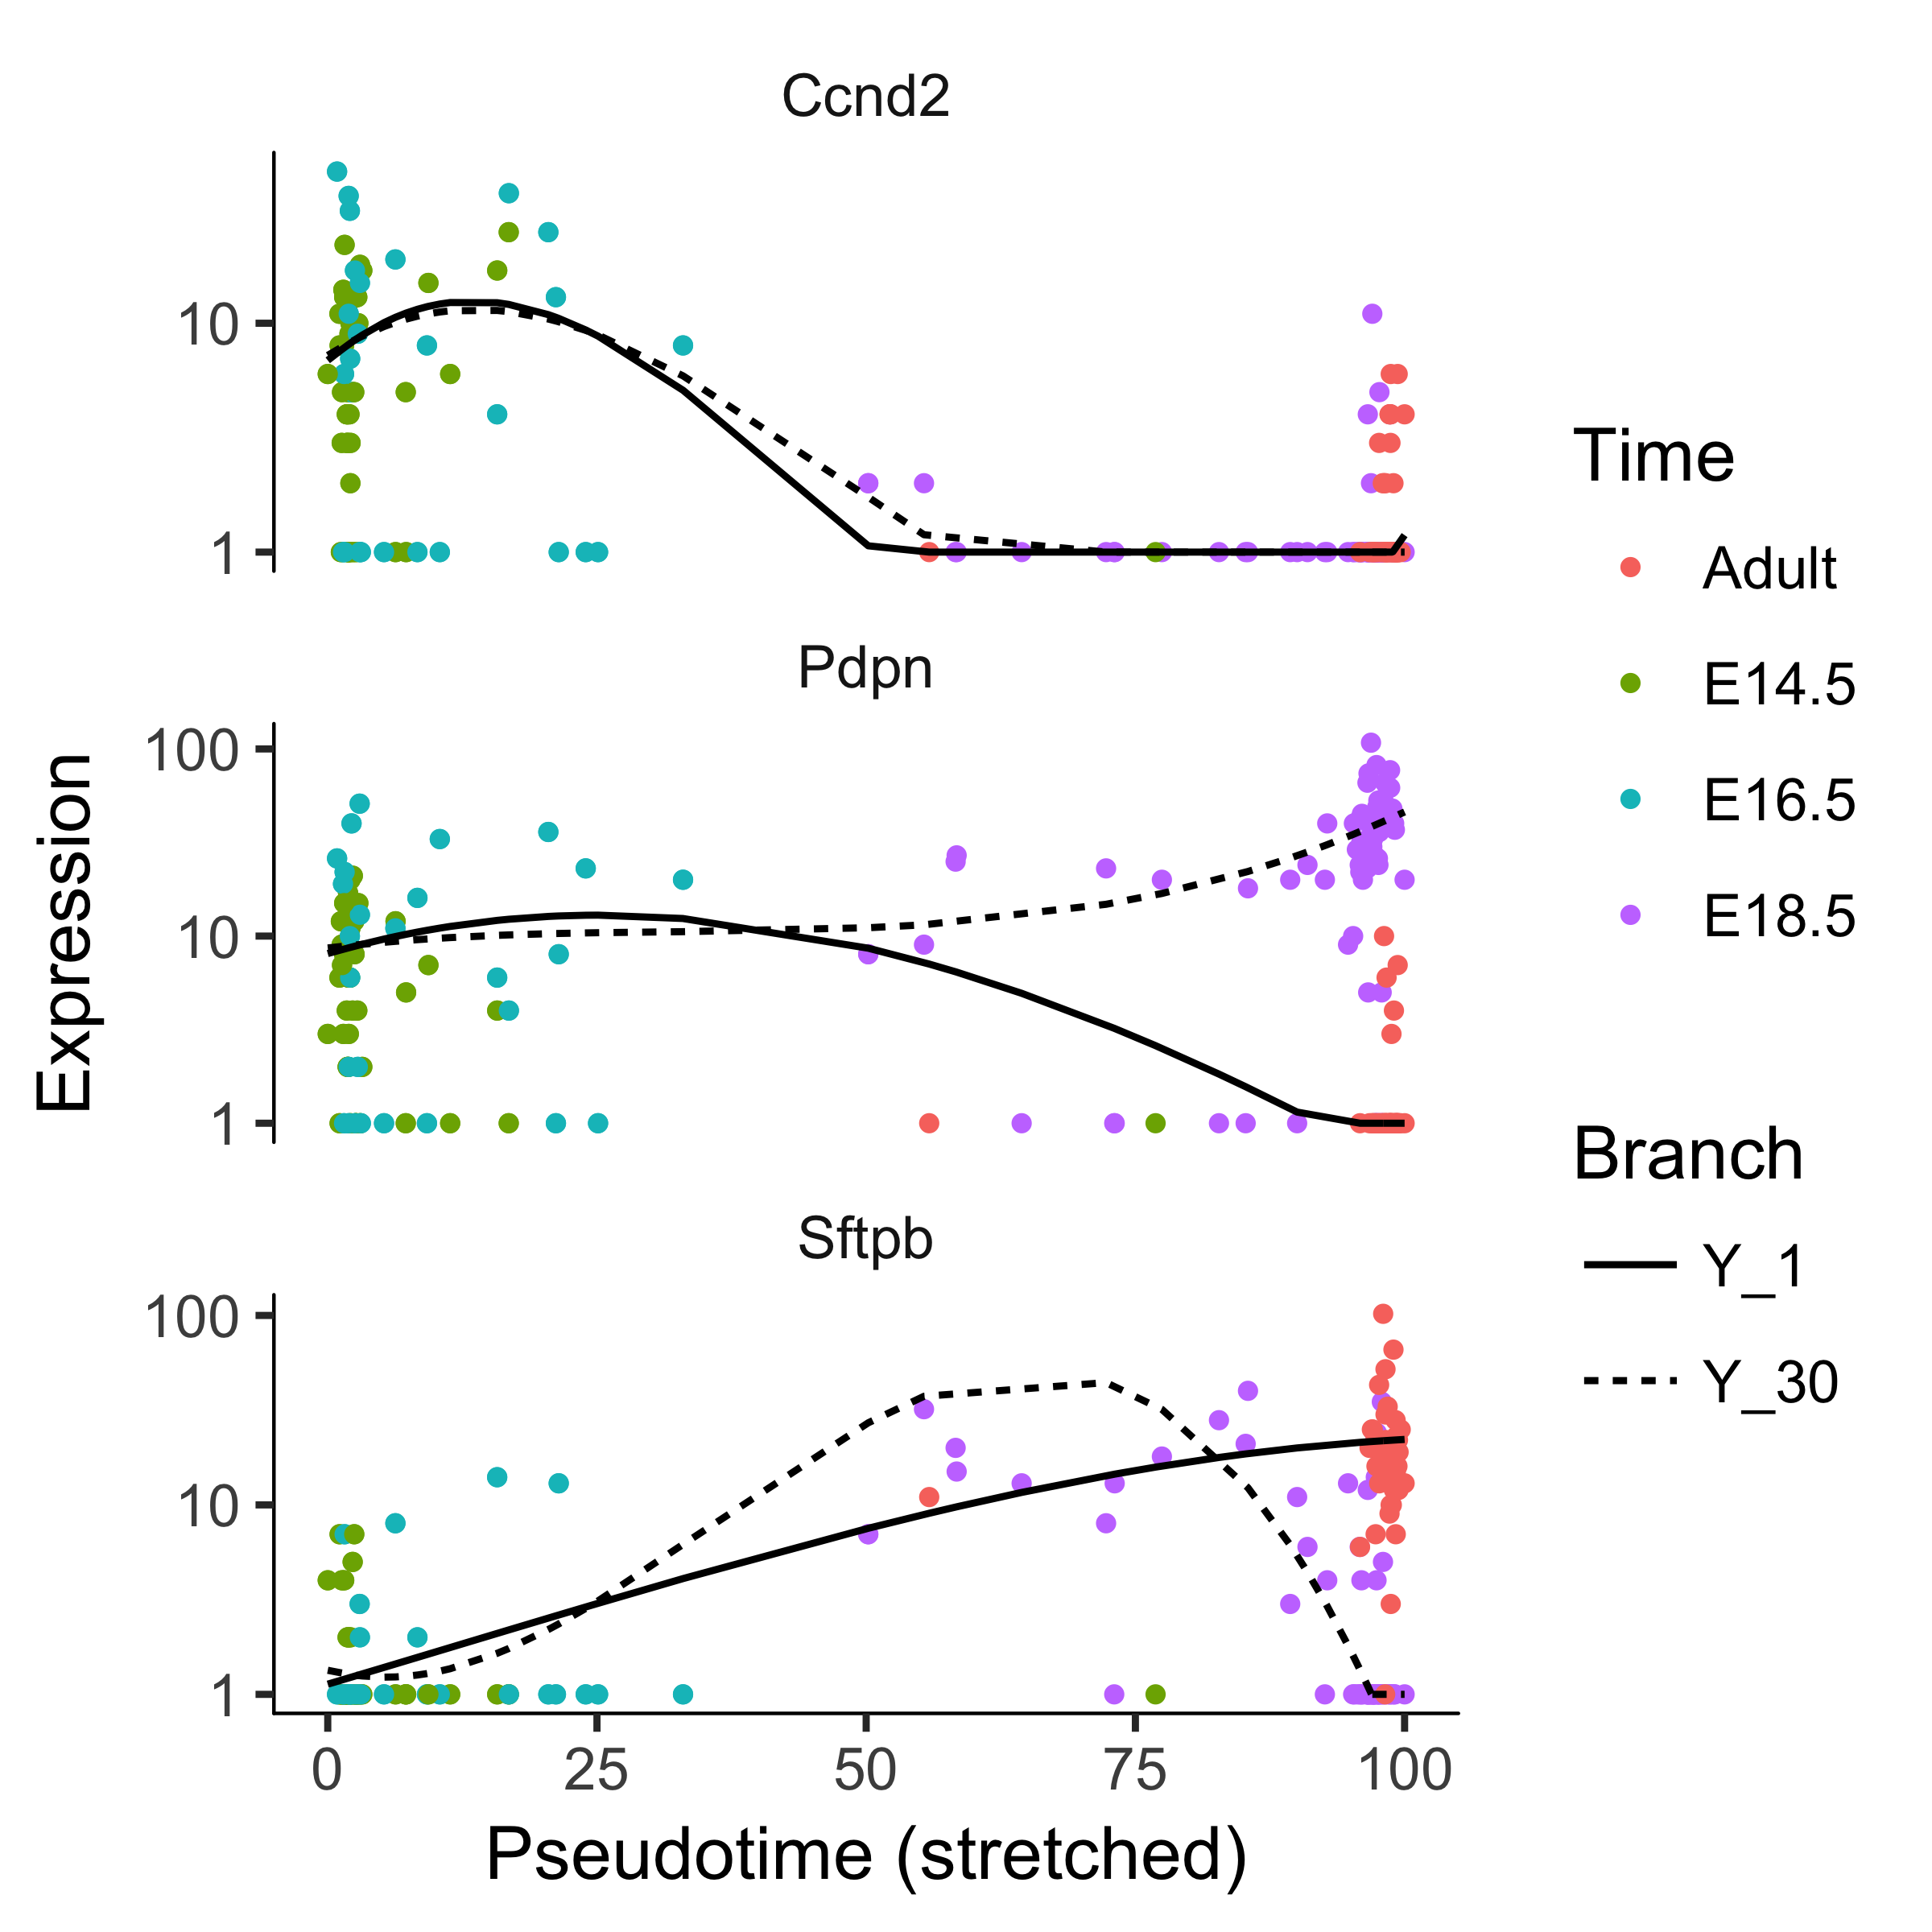 Ccnd2
10
1
Pdpn
100
10
1
Sftpb
100
10
1
0 25 50 75 100
Pseudotime (stretched)
Expression
Time
Adult
E14.5
E16.5
E18.5
Branch
Y_1
Y_30